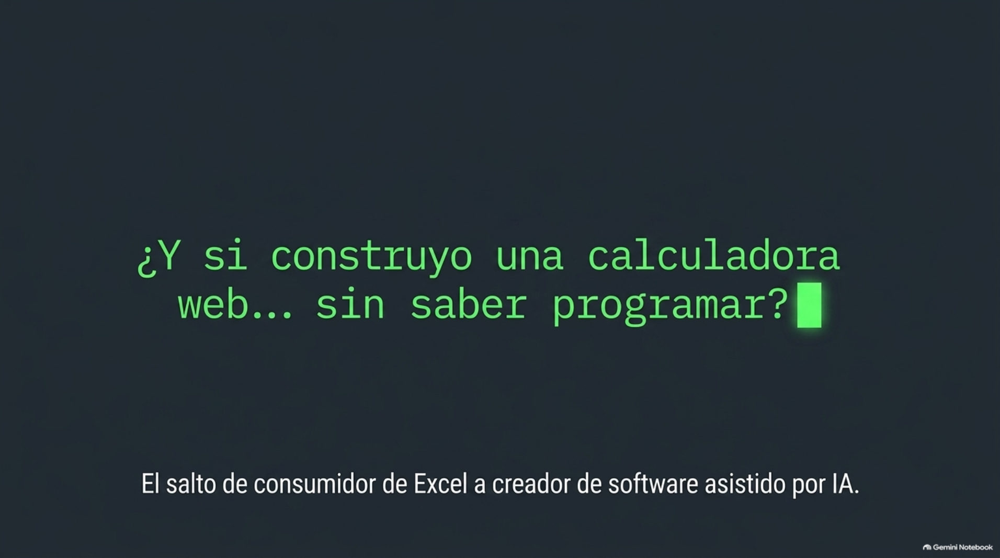 ¿Y si construyo una calculadora
web... sin saber programar?
El salto de consumidor de Excel a creador de software asistido por IA.
Gemini Notebook